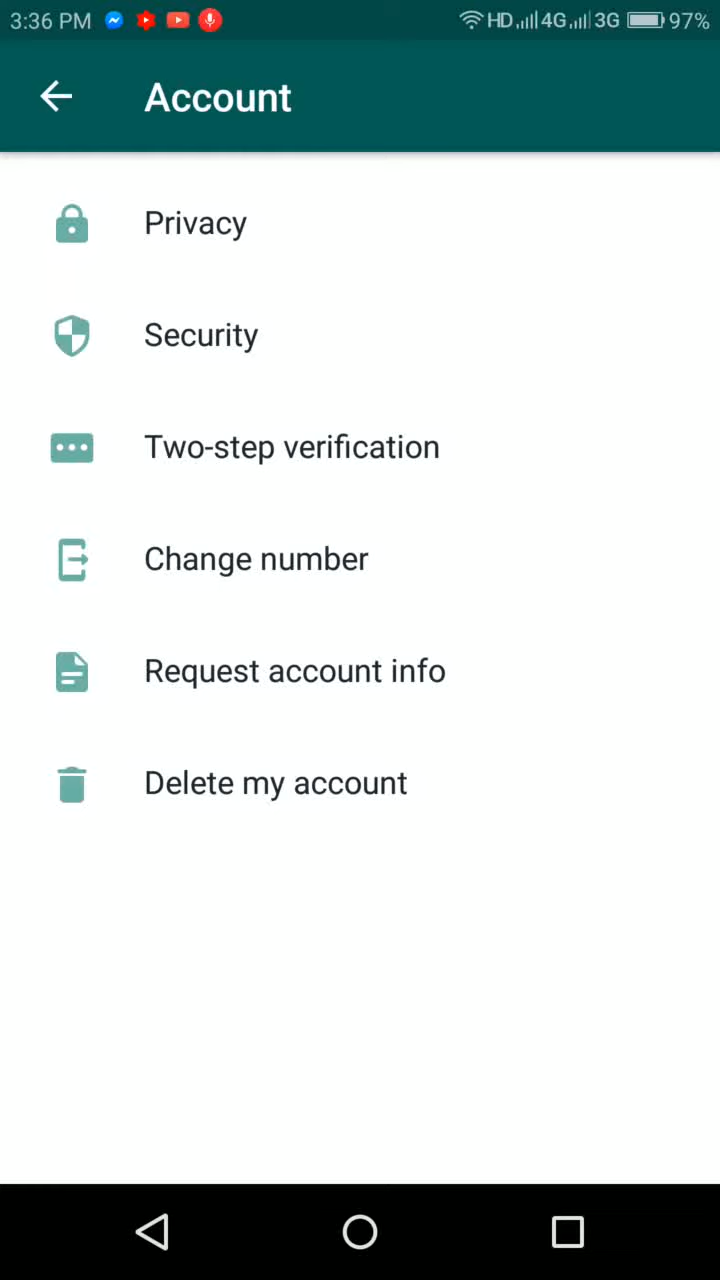 3:36 PM HD 4G 3G 97%
Account
Privacy
Security
Two-step verification
Change number
Request account info
Delete my account